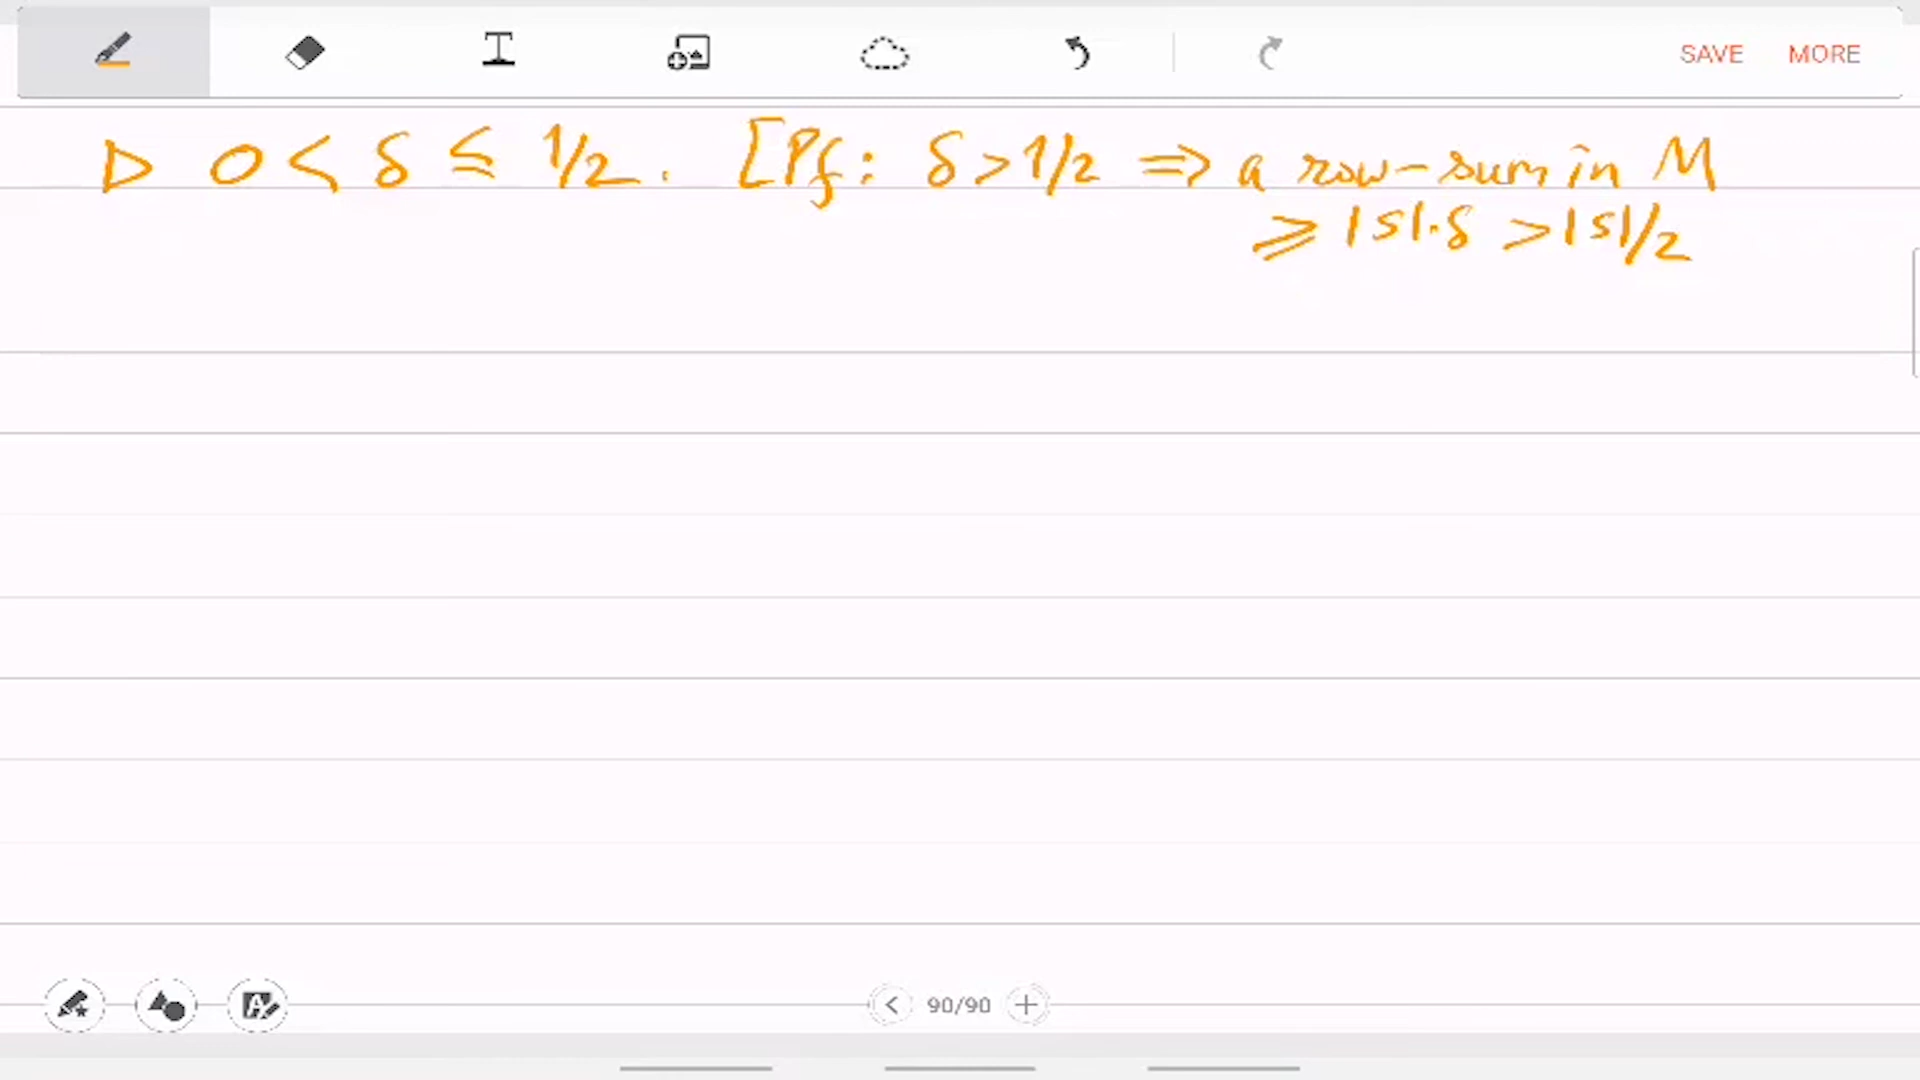 SAVE MORE
▷ 0 < δ ≤ 1/2. [Pf: δ > 1/2 ⇒ a row-sum in M
≥ |S|·δ > |S|/2
90/90